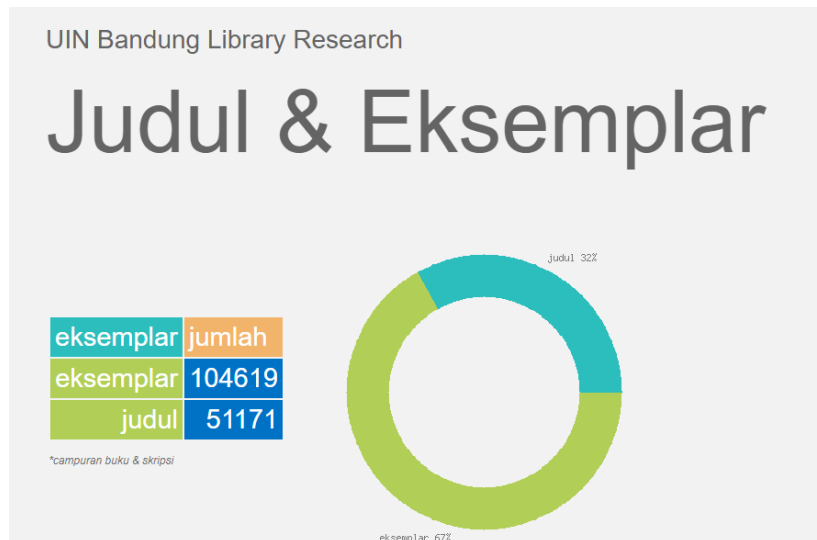 UIN Bandung Library Research
Judul & Eksemplar
judul 32%
eksemplar jumlah
eksemplar 104619
judul 51171
*campuran buku & skripsi
eksemplar 67%